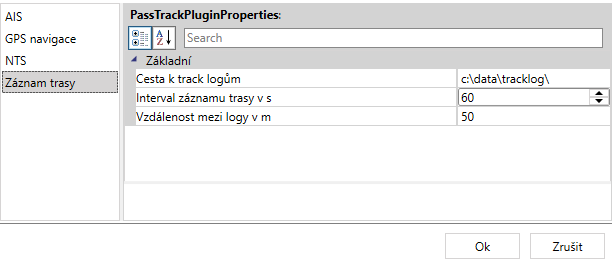 AIS
GPS navigace
NTS
Záznam trasy
PassTrackPluginProperties:
A
Z
Search
Základní
Cesta k track logům c:\data\tracklog\
Interval záznamu trasy v s 60
Vzdálenost mezi logy v m 50
Ok Zrušit